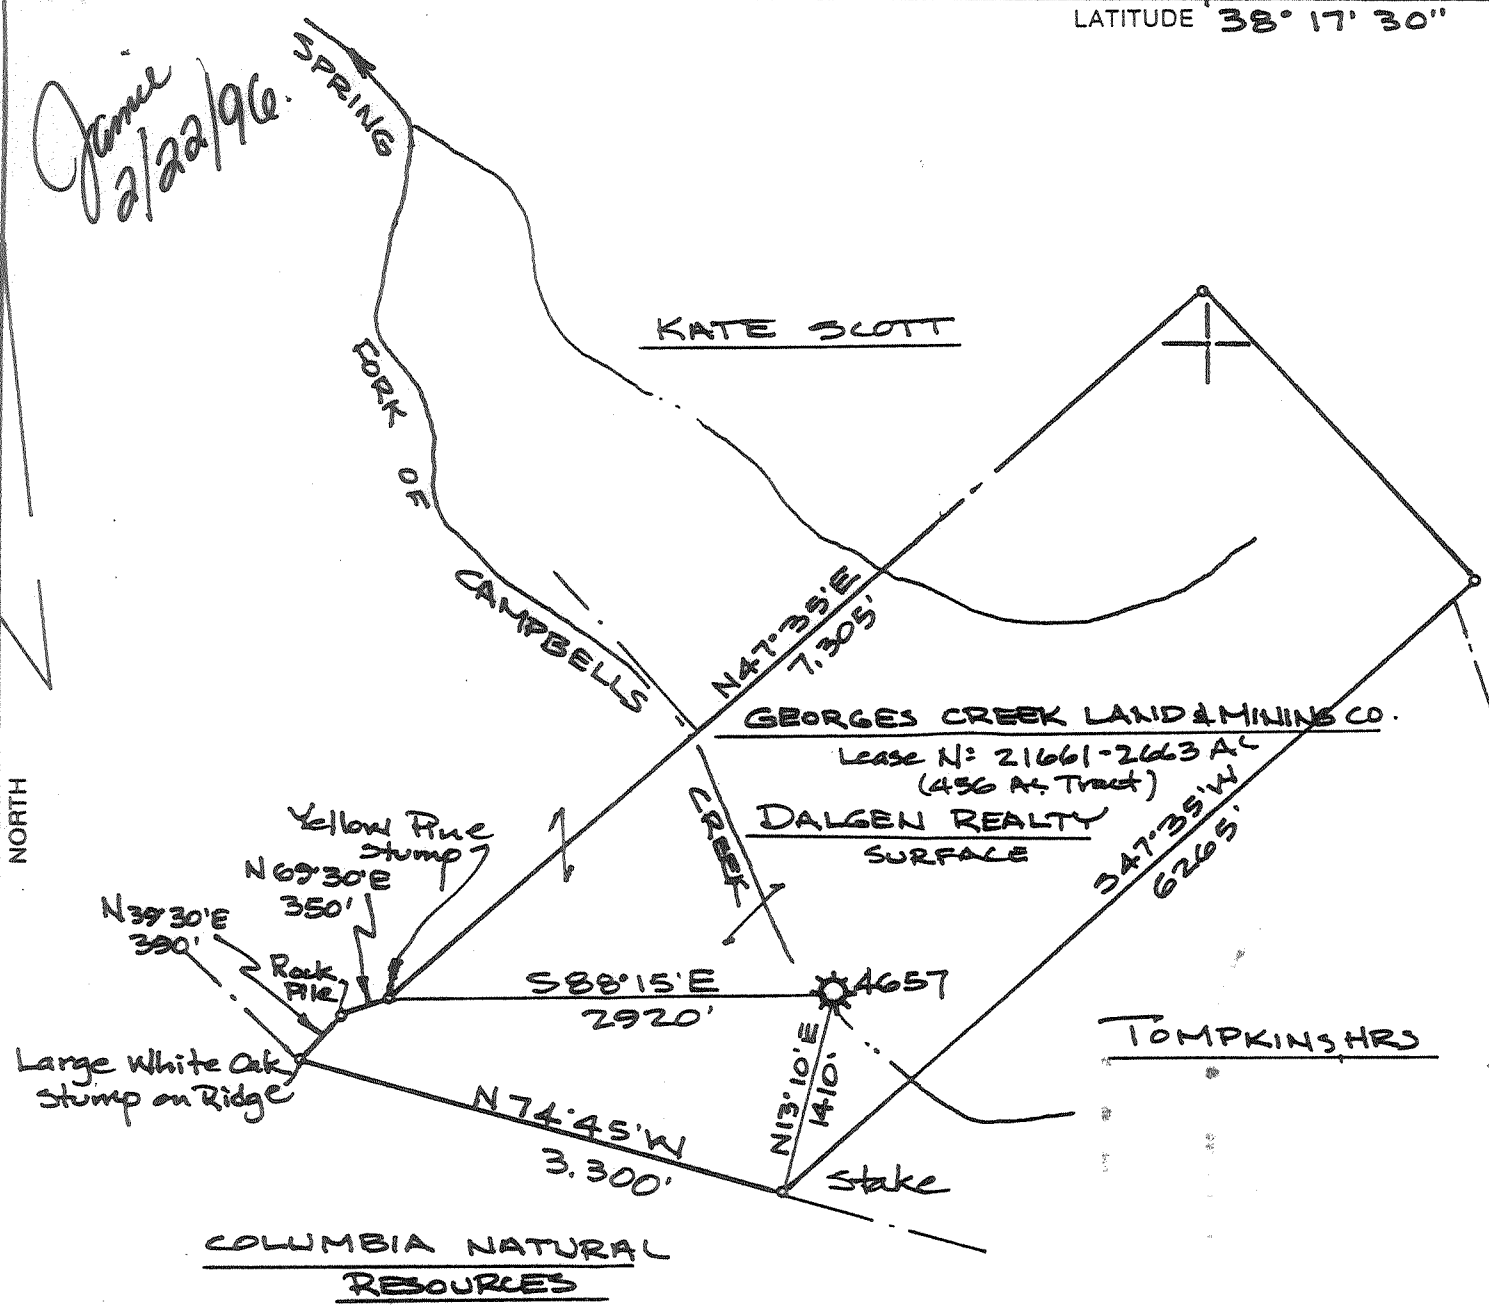 LATITUDE 38° 17' 30"
Jamie
2/22/96.
SPRING
FORK OF
CAMPBELLS
CREEK
KATE SCOTT
N47°35'E
7,305'
GEORGES CREEK LAND & MINING CO.
Lease Nº 21661-2663 Ac
(456 Ac Tract)
DALGEN REALTY
SURFACE
S47°35'W
6265'
NORTH
Yellow Pine
Stump
N69°30'E
350'
N39°30'E
390'
Rock
Pile
Large White Oak
Stump on Ridge
S88°15'E
2920'
4657
N13°10'E
1410'
TOMPKINS, HRS
N74°45'W
3,300'
Stake
COLUMBIA NATURAL
RESOURCES